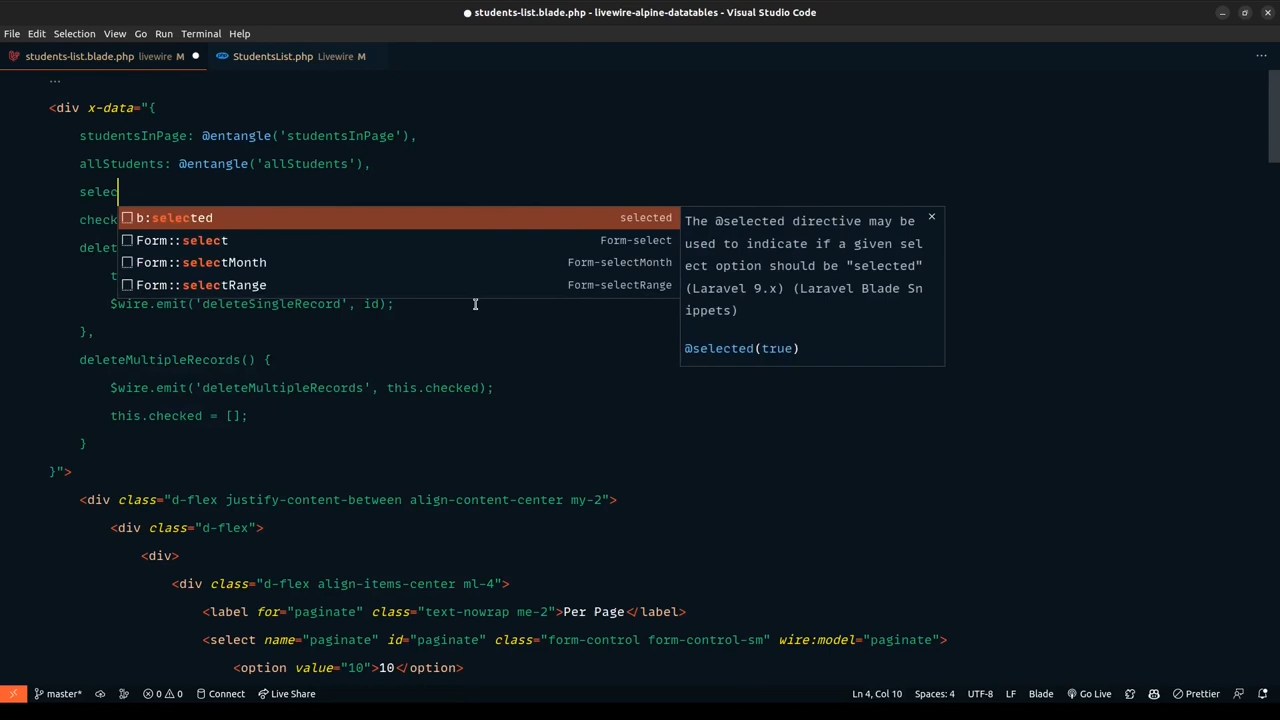 students-list.blade.php - livewire-alpine-datatables - Visual Studio Code
File Edit Selection View Go Run Terminal Help
students-list.blade.php livewire M
StudentsList.php Livewire M
<div x-data="{
studentsInPage: @entangle('studentsInPage'),
allStudents: @entangle('allStudents'),
selec
b:selected selected
Form::select Form-select
Form::selectMonth Form-selectMonth
Form::selectRange Form-selectRange
The @selected directive may be
used to indicate if a given sel
ect option should be "selected"
(Laravel 9.x) (Laravel Blade Sn
ippets)
@selected(true)
check
delet
t
$wire.emit('deleteSingleRecord', id);
},
deleteMultipleRecords() {
$wire.emit('deleteMultipleRecords', this.checked);
this.checked = [];
}
}">
<div class="d-flex justify-content-between align-content-center my-2">
<div class="d-flex">
<div>
<div class="d-flex align-items-center ml-4">
<label for="paginate" class="text-nowrap me-2">Per Page</label>
<select name="paginate" id="paginate" class="form-control form-control-sm" wire:model="paginate">
<option value="10">10</option>
master* 0 0 Connect Live Share Ln 4, Col 10 Spaces: 4 UTF-8 LF Blade Go Live Prettier